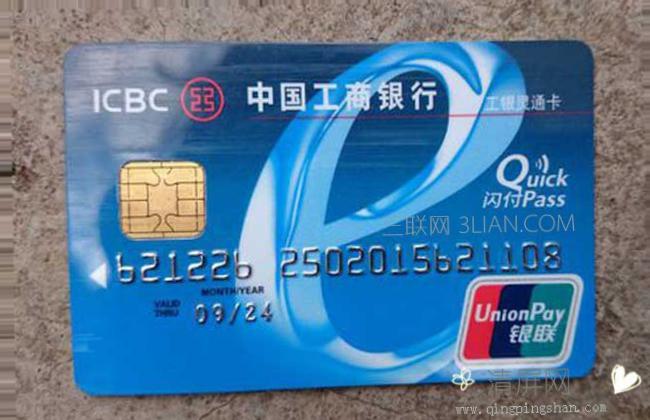 ICBC 中国工商银行
工银灵通卡
Quick
闪付Pass
三联网 3LIAN.COM
621226 2502015621108
MONTH/YEAR
VALID
THRU 09/24
UnionPay
银联
清屏网
www.qingpingshan.com